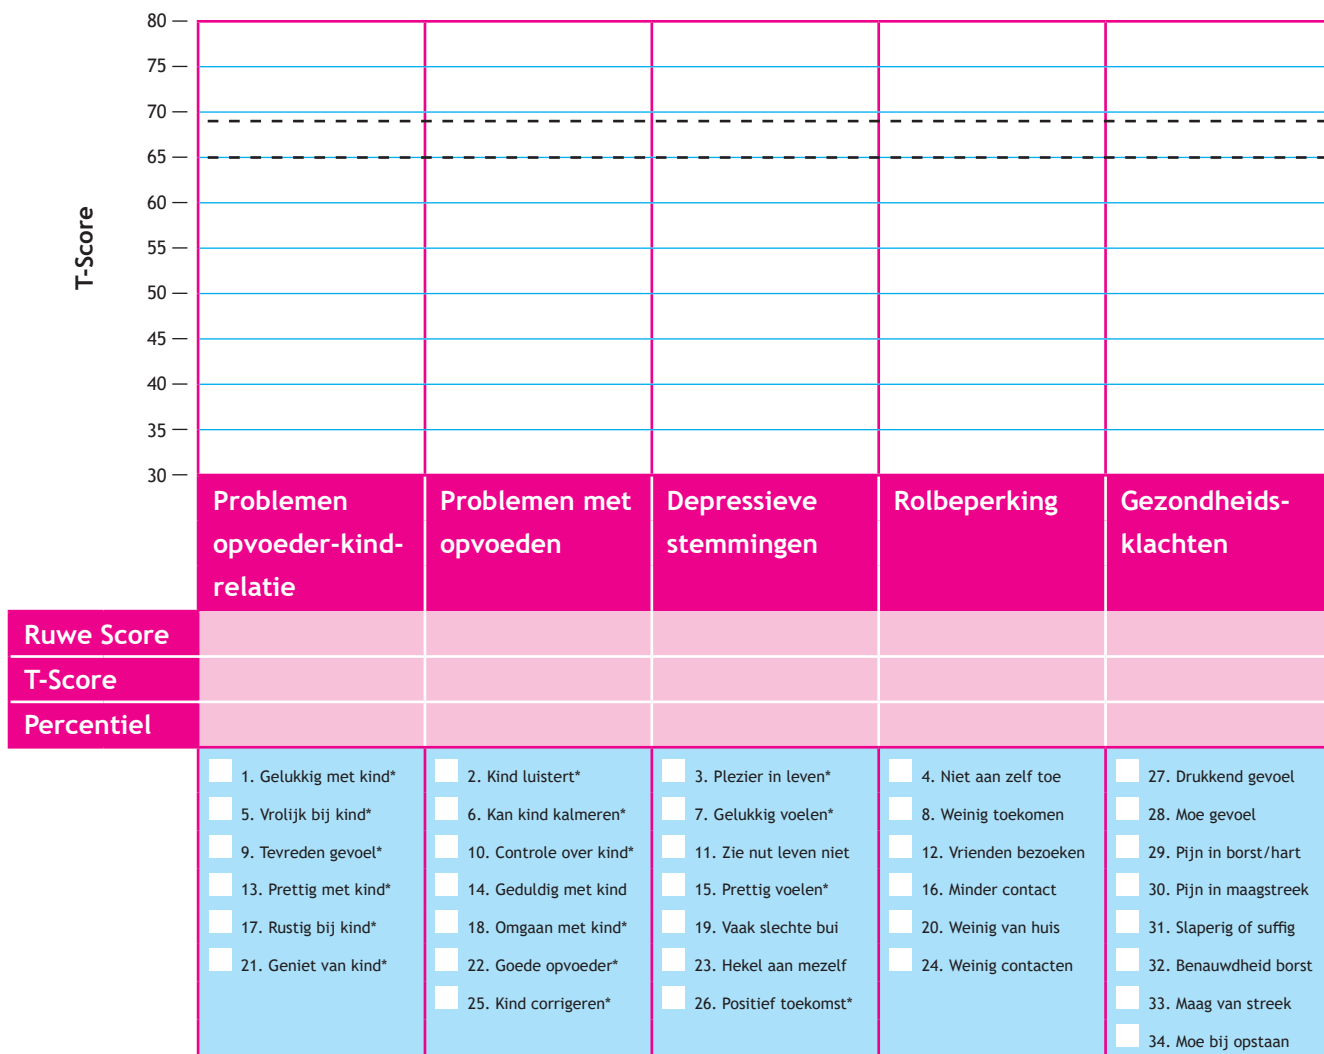 80
75
70
65
60
55
50
45
40
35
30
T-Score
Problemen
opvoeder-kind-
relatie
Problemen met
opvoeden
Depressieve
stemmingen
Rolbeperking
Gezondheids-
klachten
Ruwe Score
T-Score
Percentiel
1. Gelukkig met kind*
5. Vrolijk bij kind*
9. Tevreden gevoel*
13. Prettig met kind*
17. Rustig bij kind*
21. Geniet van kind*
2. Kind luistert*
6. Kan kind kalmeren*
10. Controle over kind*
14. Geduldig met kind
18. Omgaan met kind*
22. Goede opvoeder*
25. Kind corrigeren*
3. Plezier in leven*
7. Gelukkig voelen*
11. Zie nut leven niet
15. Prettig voelen*
19. Vaak slechte bui
23. Hekel aan mezelf
26. Positief toekomst*
4. Niet aan zelf toe
8. Weinig toekomen
12. Vrienden bezoeken
16. Minder contact
20. Weinig van huis
24. Weinig contacten
27. Drukkend gevoel
28. Moe gevoel
29. Pijn in borst/hart
30. Pijn in maagstreek
31. Slaperig of suffig
32. Benauwdheid borst
33. Maag van streek
34. Moe bij opstaan